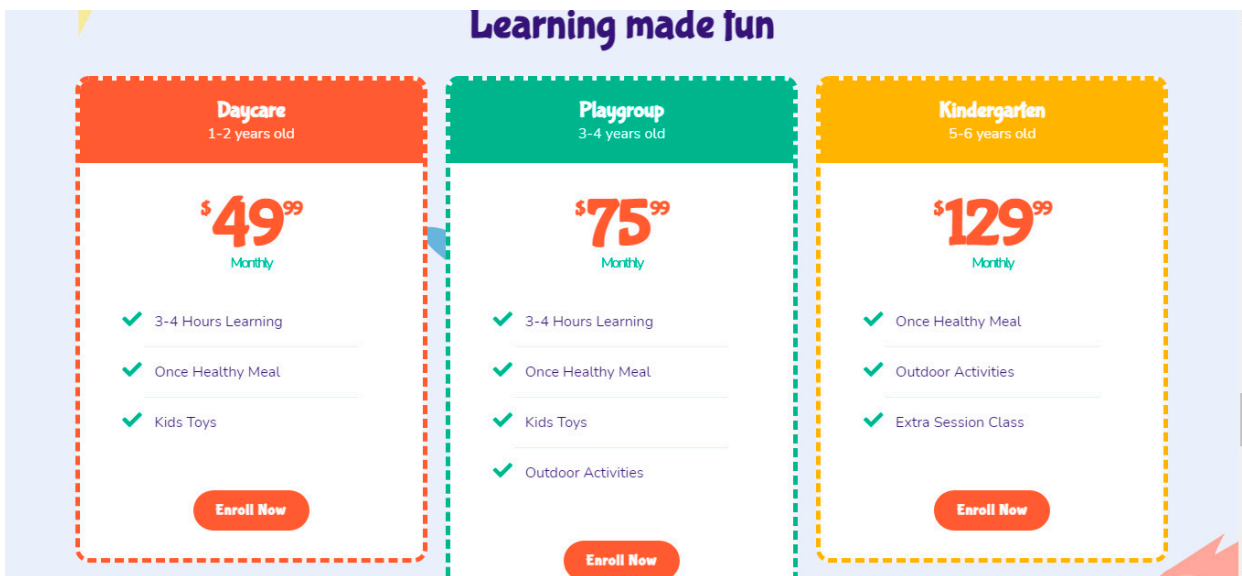 Learning made fun
Daycare
1-2 years old
$49 99
Monthly
3-4 Hours Learning
Once Healthy Meal
Kids Toys
Enroll Now
Playgroup
3-4 years old
$75 99
Monthly
3-4 Hours Learning
Once Healthy Meal
Kids Toys
Outdoor Activities
Enroll Now
Kindergarten
5-6 years old
$129 99
Monthly
Once Healthy Meal
Outdoor Activities
Extra Session Class
Enroll Now